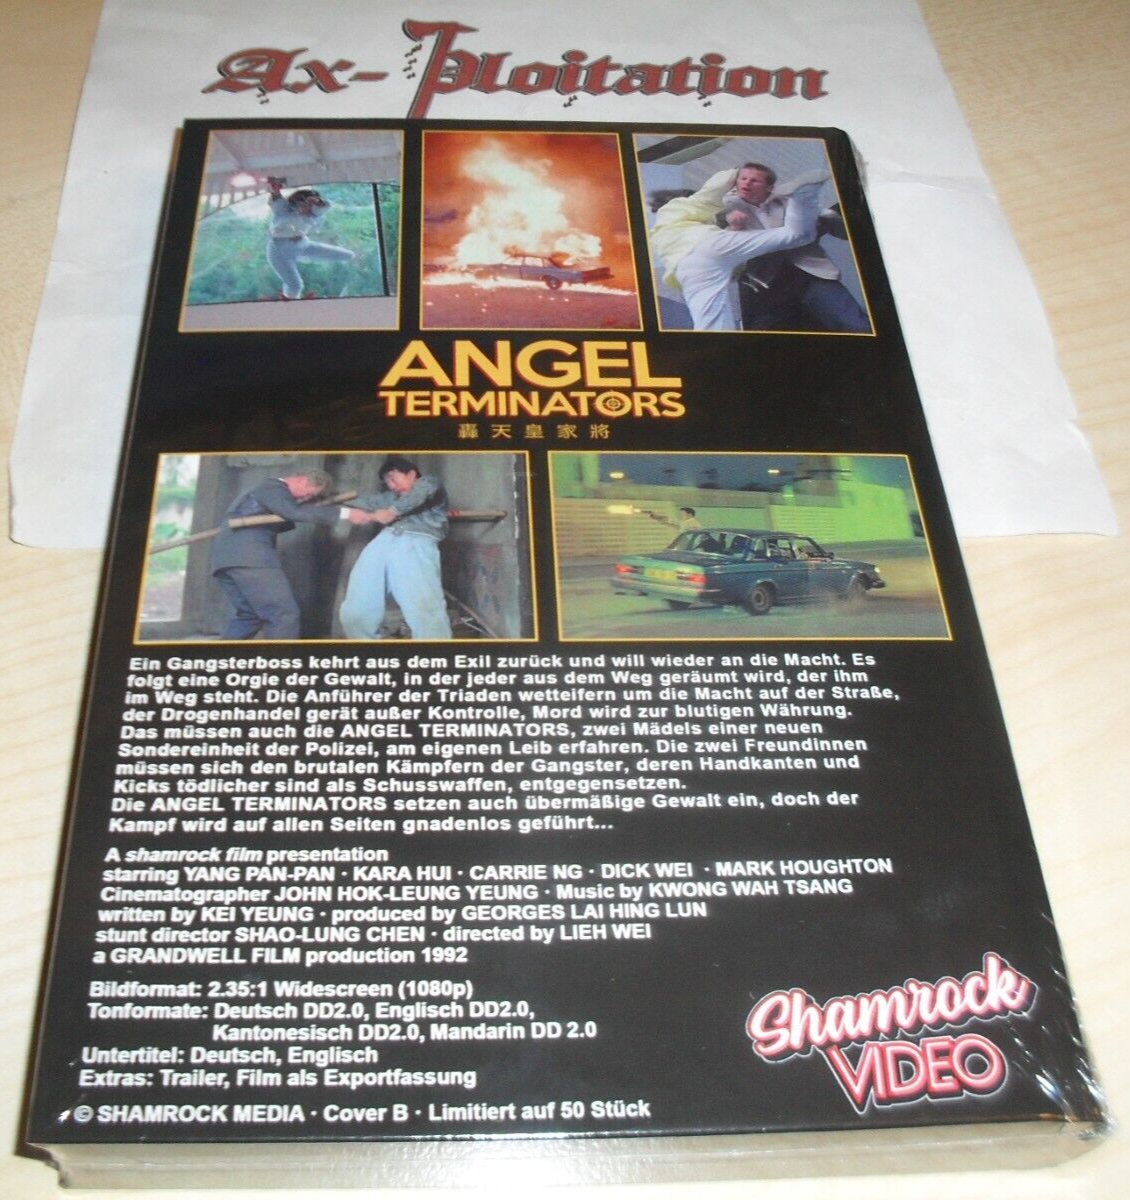 Ax-Ploitation
ANGEL
TERMINATORS
轟天皇家將
Ein Gangsterboss kehrt aus dem Exil zurück und will wieder an die Macht. Es
folgt eine Orgie der Gewalt, in der jeder aus dem Weg geräumt wird, der ihm
im Weg steht. Die Anführer der Triaden wetteifern um die Macht auf der Straße,
der Drogenhandel gerät außer Kontrolle, Mord wird zur blutigen Währung.
Das müssen auch die ANGEL TERMINATORS, zwei Mädels einer neuen
Sondereinheit der Polizei, am eigenen Leib erfahren. Die zwei Freundinnen
müssen sich den brutalen Kämpfern der Gangster, deren Handkanten und
Kicks tödlicher sind als Schusswaffen, entgegensetzen.
Die ANGEL TERMINATORS setzen auch übermäßige Gewalt ein, doch der
Kampf wird auf allen Seiten gnadenlos geführt...
A shamrock film presentation
starring YANG PAN-PAN · KARA HUI · CARRIE NG · DICK WEI · MARK HOUGHTON
Cinematographer JOHN HOK-LEUNG YEUNG · Music by KWONG WAH TSANG
written by KEI YEUNG · produced by GEORGES LAI HING LUN
stunt director SHAO-LUNG CHEN · directed by LIEH WEI
a GRANDWELL FILM production 1992
Bildformat: 2.35:1 Widescreen (1080p)
Tonformate: Deutsch DD2.0, Englisch DD2.0,
Kantonesisch DD2.0, Mandarin DD 2.0
Untertitel: Deutsch, Englisch
Extras: Trailer, Film als Exportfassung
© SHAMROCK MEDIA · Cover B · Limitiert auf 50 Stück
Shamrock
VIDEO